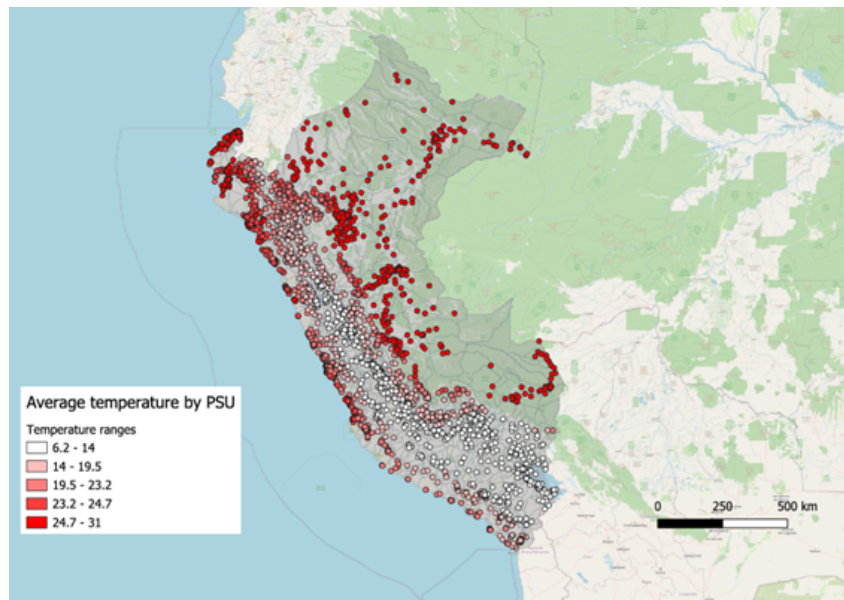 Average temperature by PSU
Temperature ranges
6.2 - 14
14 - 19.5
19.5 - 23.2
23.2 - 24.7
24.7 - 31
0 250 500 km